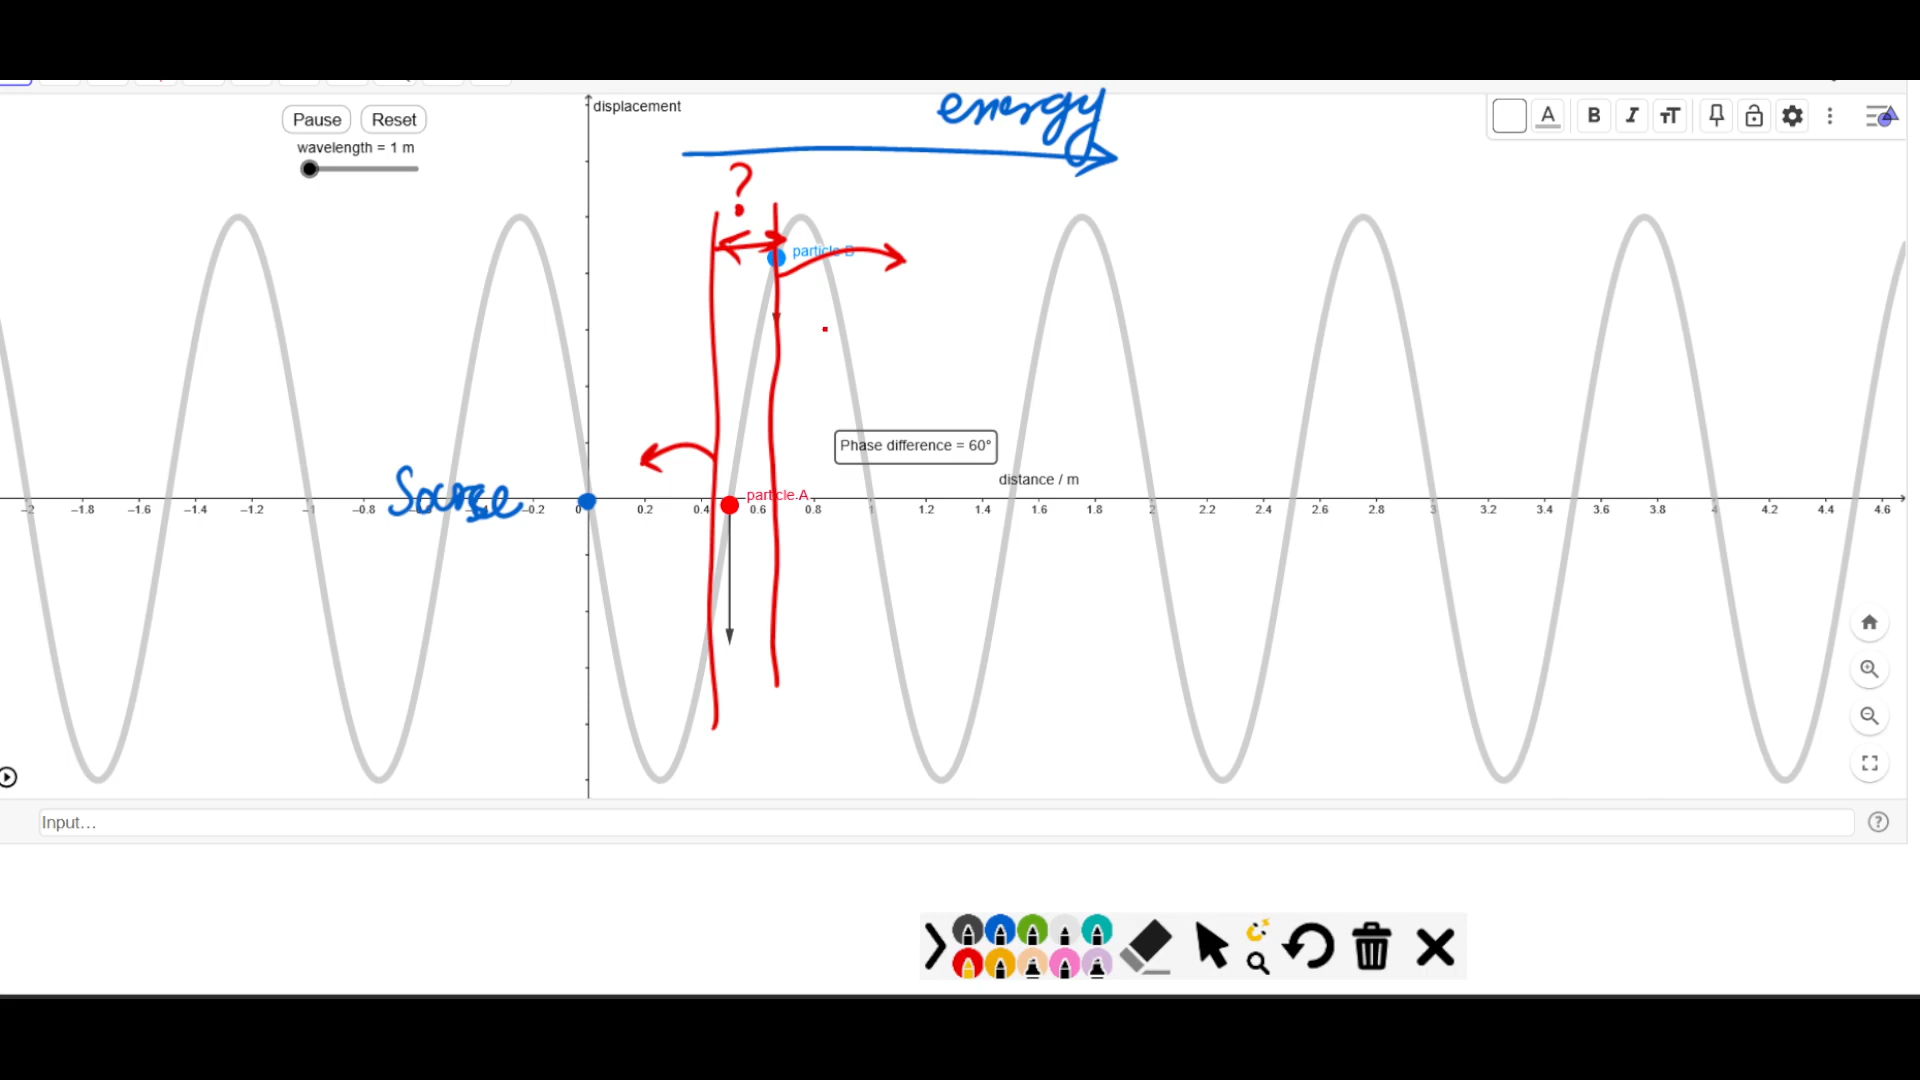 displacement
energy
Pause Reset
A B I TT
wavelength = 1 m
?
particle B
Phase difference = 60°
distance / m
Source
particle A
−2 −1.8 −1.6 −1.4 −1.2 −1 −0.8 −0.2 0 0.2 0.4 0.6 0.8 1 1.2 1.4 1.6 1.8 2 2.2 2.4 2.6 2.8 3 3.2 3.4 3.6 3.8 4 4.2 4.4 4.6
Input…
?